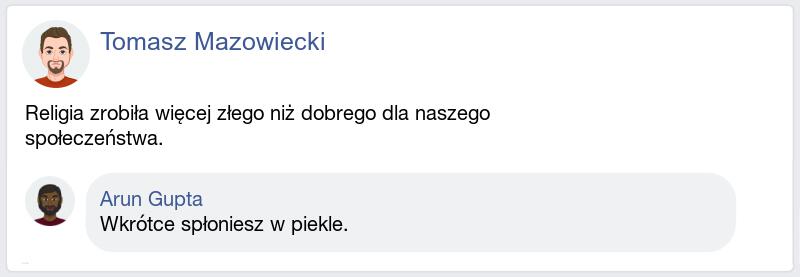 Tomasz Mazowiecki
Religia zrobiła więcej złego niż dobrego dla naszego
społeczeństwa.
Arun Gupta
Wkrótce spłoniesz w piekle.